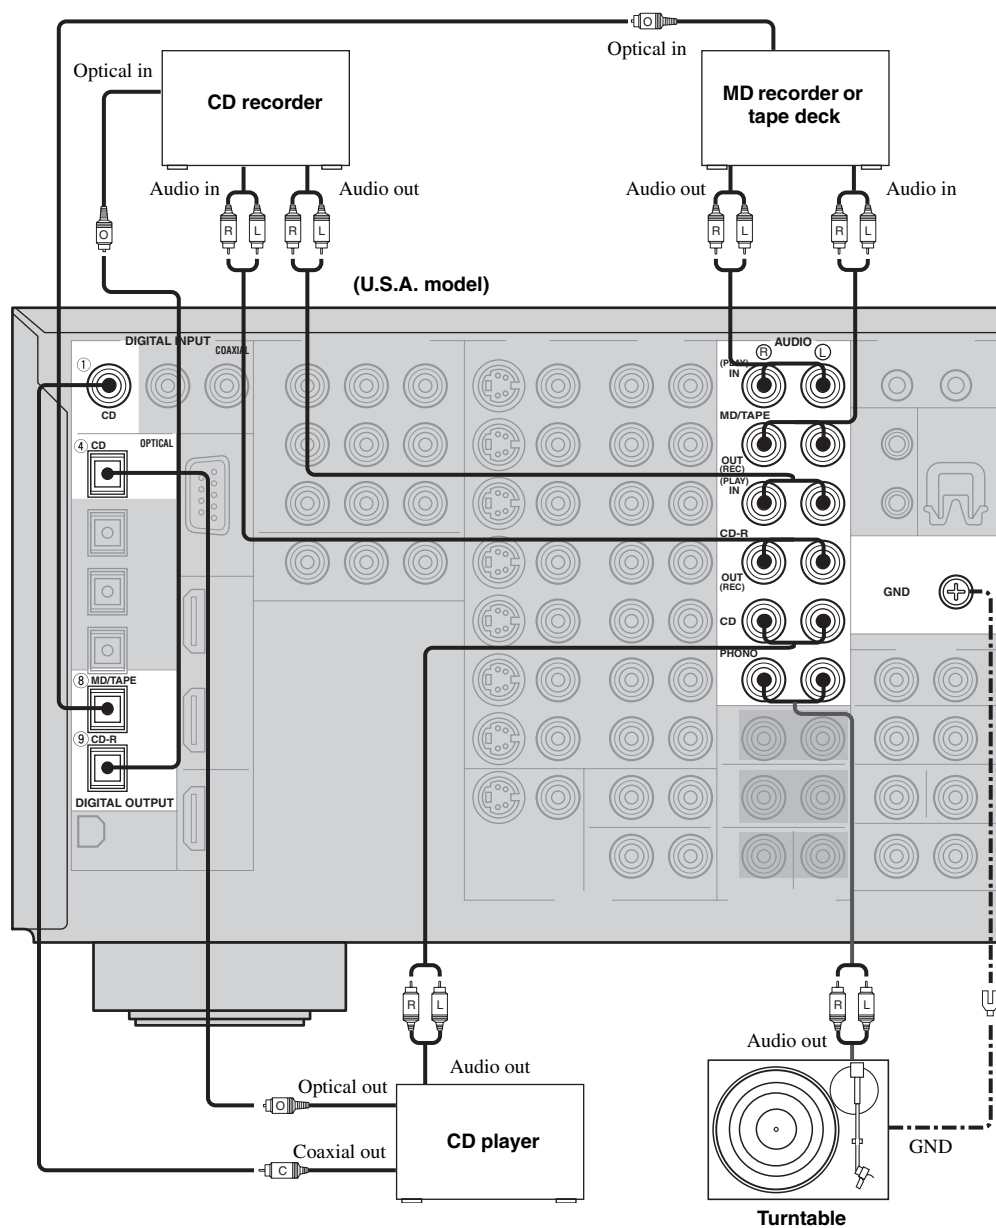 Optical in
Optical in
O
CD recorder
MD recorder or
tape deck
Audio in
Audio out
Audio out
Audio in
R L R L
R L R L
O
(U.S.A. model)
DIGITAL INPUT
COAXIAL
AUDIO
R L
(PLAY)
IN
①
CD
MD/TAPE
④ CD
OPTICAL
OUT
(REC)
(PLAY)
IN
CD-R
OUT
(REC)
GND
CD
PHONO
⑧ MD/TAPE
⑨ CD-R
DIGITAL OUTPUT
R L
R L
Audio out
Audio out
Optical out
O
CD player
Coaxial out
C
GND
Turntable